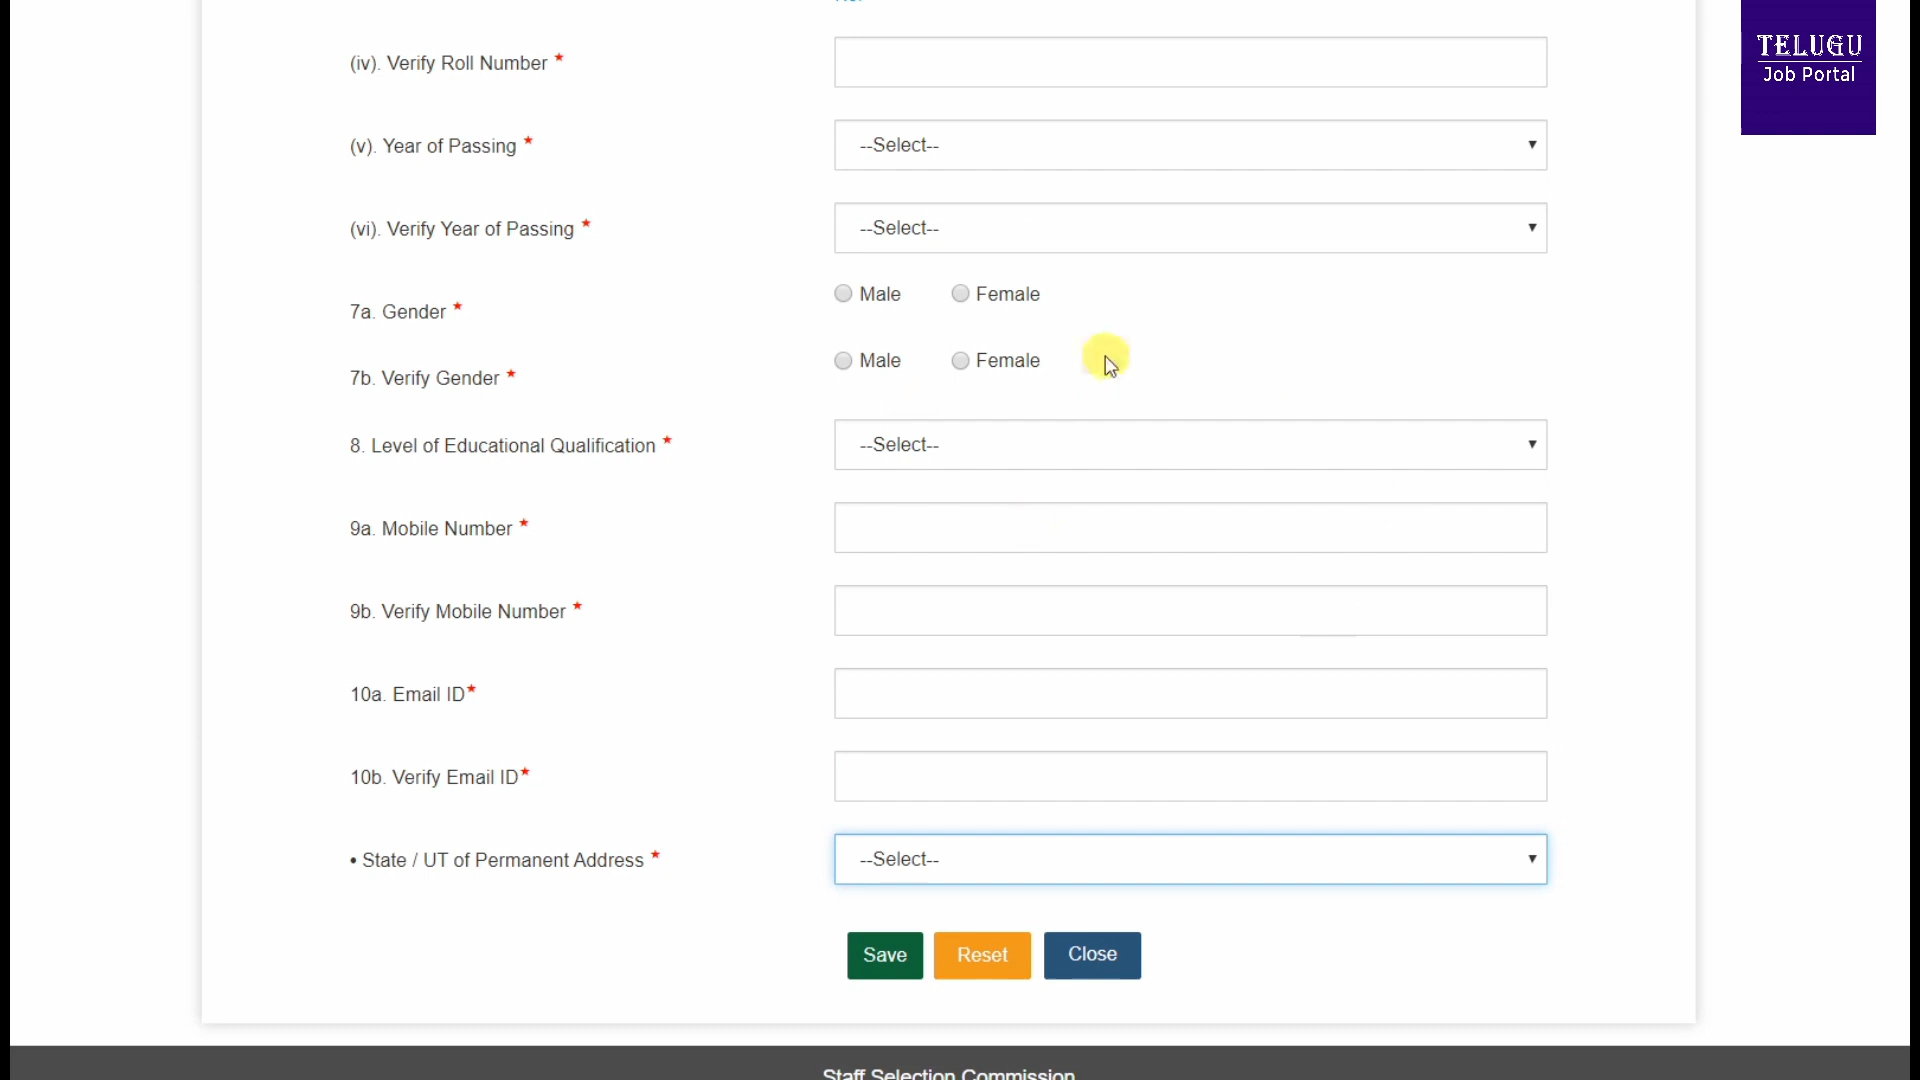 TELUGU
Job Portal
(iv). Verify Roll Number *
(v). Year of Passing *
--Select--
(vi). Verify Year of Passing *
--Select--
7a. Gender *
Male Female
7b. Verify Gender *
Male Female
8. Level of Educational Qualification *
--Select--
9a. Mobile Number *
9b. Verify Mobile Number *
10a. Email ID*
10b. Verify Email ID*
• State / UT of Permanent Address *
--Select--
Save Reset Close
Staff Selection Commission